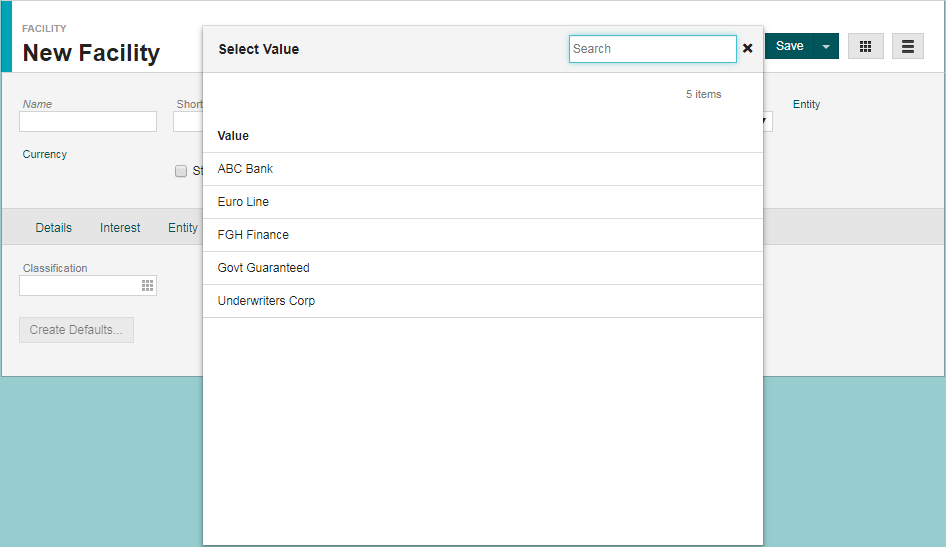 FACILITY
New Facility
Select Value
Search
Save
5 items
Name
Short
Entity
Value
Currency
ABC Bank
St
Euro Line
Details
Interest
Entity
FGH Finance
Classification
Govt Guaranteed
Underwriters Corp
Create Defaults...